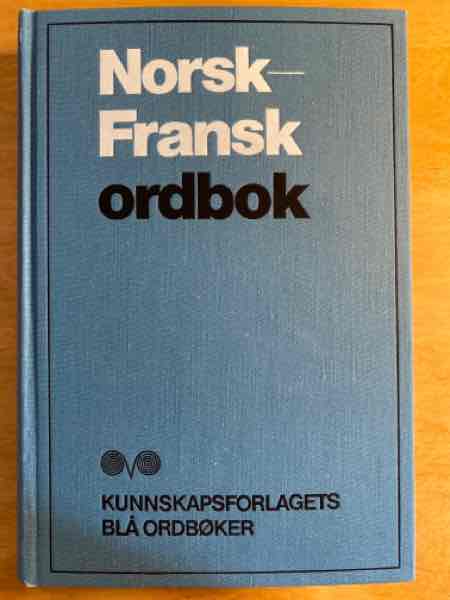 Norsk—
Fransk
ordbok
KUNNSKAPSFORLAGETS
BLÅ ORDBØKER